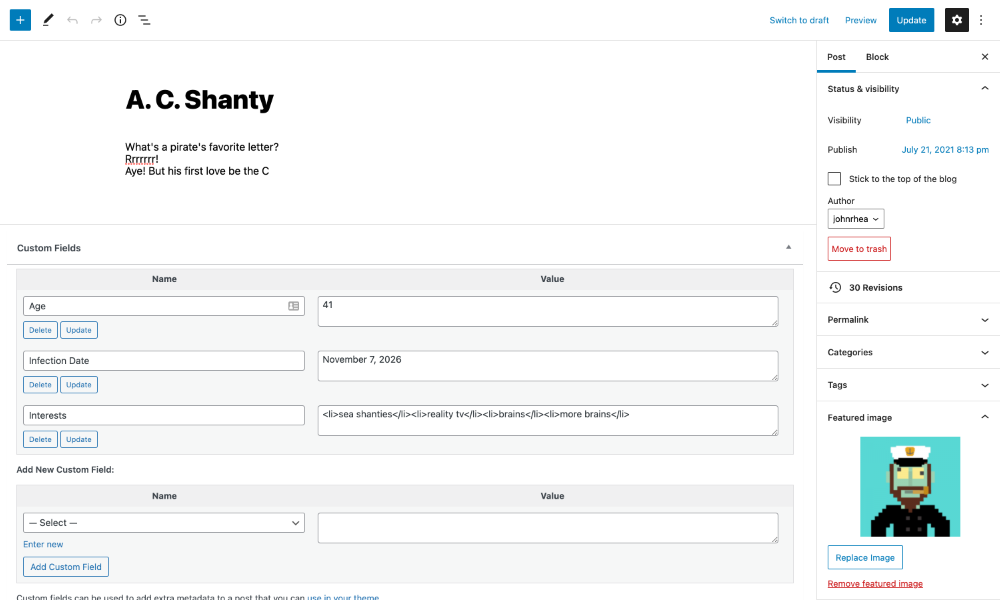 Switch to draft
Preview
Update
Post
Block
A. C. Shanty
What's a pirate's favorite letter?
Rrrrrrr!
Aye! But his first love be the C
Custom Fields
Name
Value
Age
41
Delete
Update
Infection Date
November 7, 2026
Delete
Update
Interests
<li>sea shanties</li><li>reality tv</li><li>brains</li><li>more brains</li>
Delete
Update
Add New Custom Field:
Name
Value
— Select —
Enter new
Add Custom Field
Custom fields can be used to add extra metadata to a post that you can use in your theme.
Status & visibility
Visibility
Public
Publish
July 21, 2021 8:13 pm
Stick to the top of the blog
Author
johnrhea
Move to trash
30 Revisions
Permalink
Categories
Tags
Featured image
Replace Image
Remove featured image